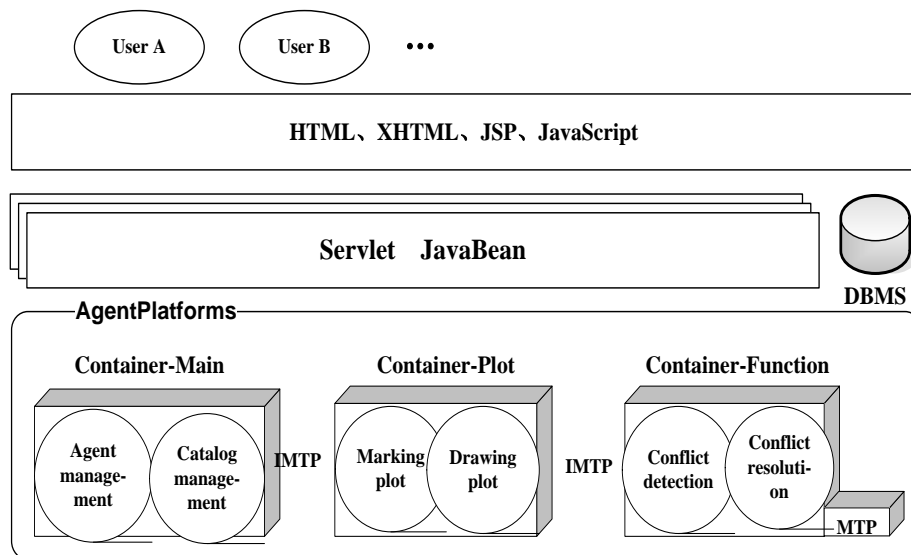 User A
User B
•••
HTML、XHTML、JSP、JavaScript
Servlet JavaBean
DBMS
AgentPlatforms
Container-Main
Container-Plot
Container-Function
Agent
manage-
ment
Catalog
manage-
ment
IMTP
Marking
plot
Drawing
plot
IMTP
Conflict
detection
Conflict
resoluti-
on
MTP